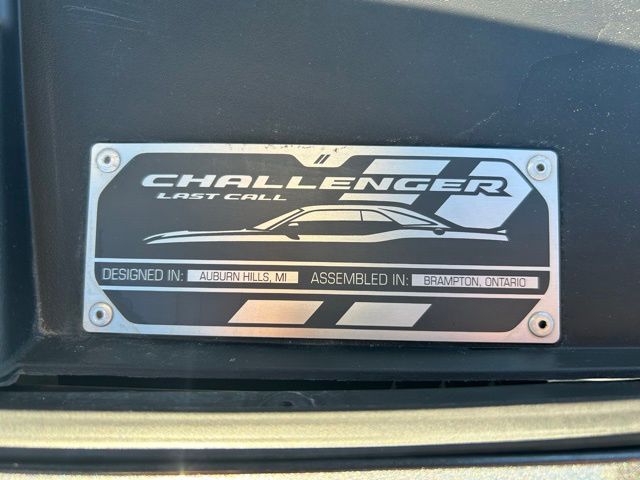 CHALLENGER
LAST CALL
DESIGNED IN: AUBURN HILLS, MI ASSEMBLED IN: BRAMPTON, ONTARIO